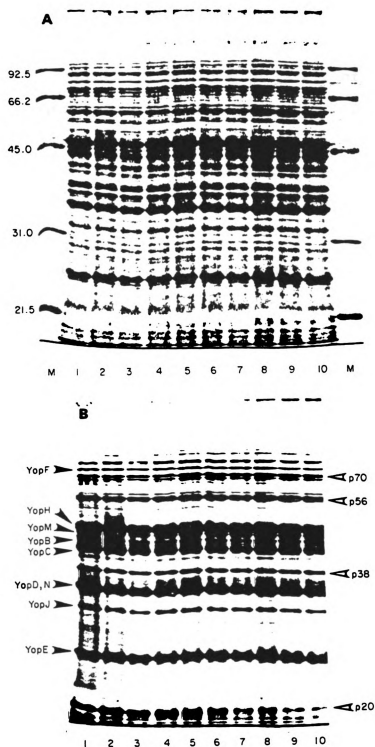 A
92.5
66.2
45.0
31.0
21.5
M 1 2 3 4 5 6 7 8 9 10 M
B
YopF
p70
p56
YopH
YopM
YopB
YopC
p38
YopD,N
YopJ
YopE
p20
1 2 3 4 5 6 7 8 9 10